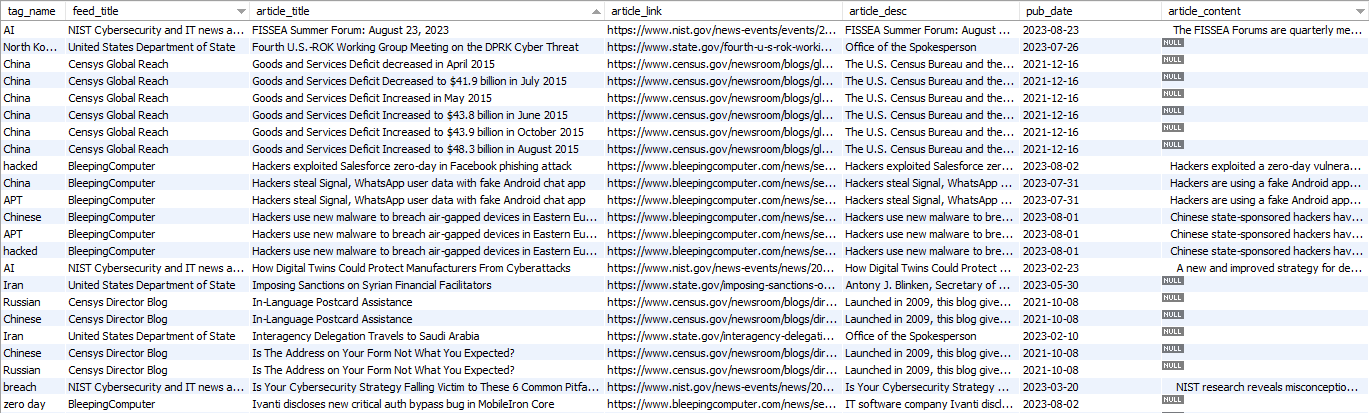 tag_name feed_title article_title article_link article_desc pub_date article_content
AI NIST Cybersecurity and IT news a... FISSEA Summer Forum: August 23, 2023 https://www.nist.gov/news-events/events/2... FISSEA Summer Forum: August ... 2023-08-23 The FISSEA Forums are quarterly me...
North Ko... United States Department of State Fourth U.S.-ROK Working Group Meeting on the DPRK Cyber Threat https://www.state.gov/fourth-u-s-rok-worki... Office of the Spokesperson 2023-07-26 NULL
China Censys Global Reach Goods and Services Deficit decreased in April 2015 https://www.census.gov/newsroom/blogs/gl... The U.S. Census Bureau and the... 2021-12-16 NULL
China Censys Global Reach Goods and Services Deficit Decreased to $41.9 billion in July 2015 https://www.census.gov/newsroom/blogs/gl... The U.S. Census Bureau and the... 2021-12-16 NULL
China Censys Global Reach Goods and Services Deficit Increased in May 2015 https://www.census.gov/newsroom/blogs/gl... The U.S. Census Bureau and the... 2021-12-16 NULL
China Censys Global Reach Goods and Services Deficit Increased to $43.8 billion in June 2015 https://www.census.gov/newsroom/blogs/gl... The U.S. Census Bureau and the... 2021-12-16 NULL
China Censys Global Reach Goods and Services Deficit Increased to $43.9 billion in October 2015 https://www.census.gov/newsroom/blogs/gl... The U.S. Census Bureau and the... 2021-12-16 NULL
China Censys Global Reach Goods and Services Deficit Increased to $48.3 billion in August 2015 https://www.census.gov/newsroom/blogs/gl... The U.S. Census Bureau and the... 2021-12-16 NULL
hacked BleepingComputer Hackers exploited Salesforce zero-day in Facebook phishing attack https://www.bleepingcomputer.com/news/se... Hackers exploited Salesforce zer... 2023-08-02 Hackers exploited a zero-day vulnera...
China BleepingComputer Hackers steal Signal, WhatsApp user data with fake Android chat app https://www.bleepingcomputer.com/news/se... Hackers steal Signal, WhatsApp ... 2023-07-31 Hackers are using a fake Android app...
APT BleepingComputer Hackers steal Signal, WhatsApp user data with fake Android chat app https://www.bleepingcomputer.com/news/se... Hackers steal Signal, WhatsApp ... 2023-07-31 Hackers are using a fake Android app...
Chinese BleepingComputer Hackers use new malware to breach air-gapped devices in Eastern Eu... https://www.bleepingcomputer.com/news/se... Hackers use new malware to bre... 2023-08-01 Chinese state-sponsored hackers hav...
APT BleepingComputer Hackers use new malware to breach air-gapped devices in Eastern Eu... https://www.bleepingcomputer.com/news/se... Hackers use new malware to bre... 2023-08-01 Chinese state-sponsored hackers hav...
hacked BleepingComputer Hackers use new malware to breach air-gapped devices in Eastern Eu... https://www.bleepingcomputer.com/news/se... Hackers use new malware to bre... 2023-08-01 Chinese state-sponsored hackers hav...
AI NIST Cybersecurity and IT news a... How Digital Twins Could Protect Manufacturers From Cyberattacks https://www.nist.gov/news-events/news/20... How Digital Twins Could Protect ... 2023-02-23 A new and improved strategy for de...
Iran United States Department of State Imposing Sanctions on Syrian Financial Facilitators https://www.state.gov/imposing-sanctions-o... Antony J. Blinken, Secretary of ... 2023-05-30 NULL
Russian Censys Director Blog In-Language Postcard Assistance https://www.census.gov/newsroom/blogs/dir... Launched in 2009, this blog give... 2021-10-08 NULL
Chinese Censys Director Blog In-Language Postcard Assistance https://www.census.gov/newsroom/blogs/dir... Launched in 2009, this blog give... 2021-10-08 NULL
Iran United States Department of State Interagency Delegation Travels to Saudi Arabia https://www.state.gov/interagency-delegati... Office of the Spokesperson 2023-02-10 NULL
Chinese Censys Director Blog Is The Address on Your Form Not What You Expected? https://www.census.gov/newsroom/blogs/dir... Launched in 2009, this blog give... 2021-10-08 NULL
Russian Censys Director Blog Is The Address on Your Form Not What You Expected? https://www.census.gov/newsroom/blogs/dir... Launched in 2009, this blog give... 2021-10-08 NULL
breach NIST Cybersecurity and IT news a... Is Your Cybersecurity Strategy Falling Victim to These 6 Common Pitfa... https://www.nist.gov/news-events/news/20... Is Your Cybersecurity Strategy ... 2023-03-20 NIST research reveals misconceptio...
zero day BleepingComputer Ivanti discloses new critical auth bypass bug in MobileIron Core https://www.bleepingcomputer.com/news/se... IT software company Ivanti discl... 2023-08-02 NULL